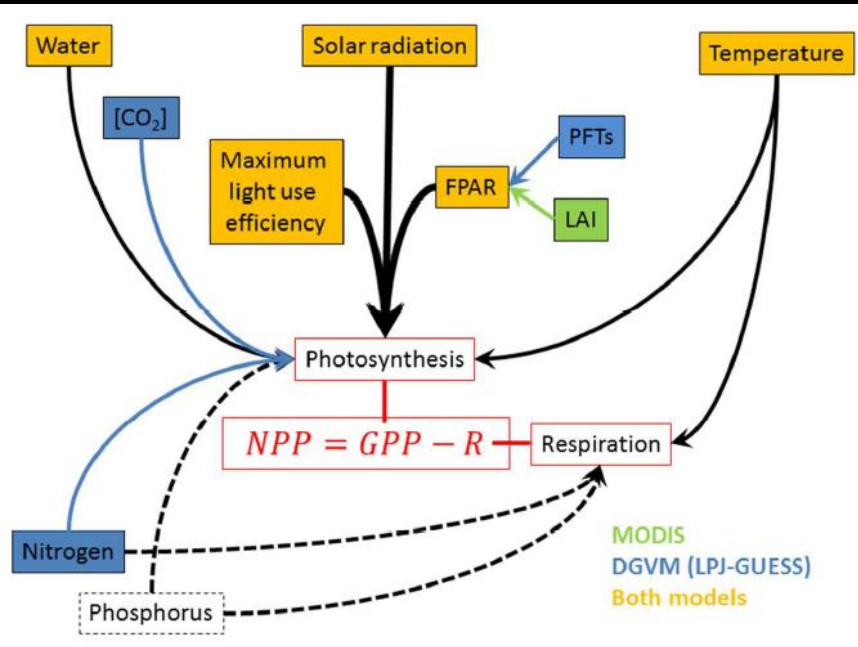 Water
Solar radiation
Temperature
[CO₂]
PFTs
Maximum
light use
efficiency
FPAR
LAI
Photosynthesis
NPP = GPP − R
Respiration
Nitrogen
MODIS
DGVM (LPJ-GUESS)
Both models
Phosphorus